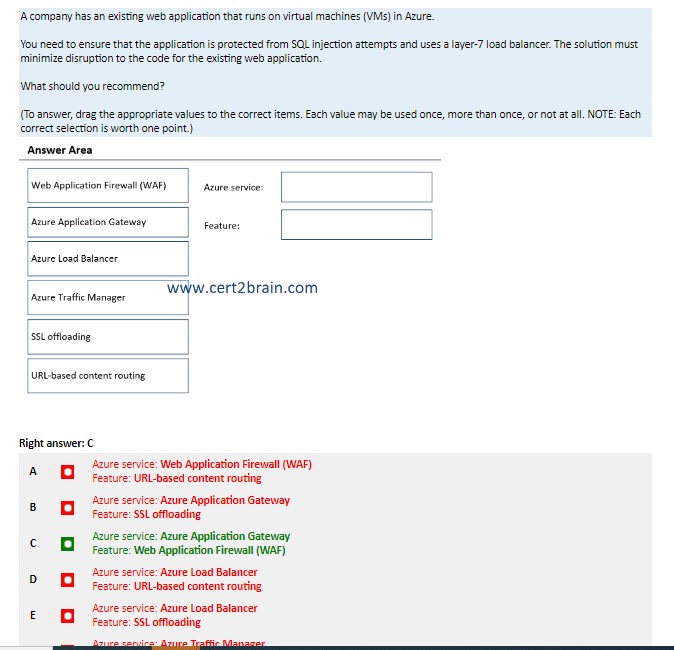 A company has an existing web application that runs on virtual machines (VMs) in Azure.
You need to ensure that the application is protected from SQL injection attempts and uses a layer-7 load balancer. The solution must
minimize disruption to the code for the existing web application.
What should you recommend?
(To answer, drag the appropriate values to the correct items. Each value may be used once, more than once, or not at all. NOTE: Each
correct selection is worth one point.)
Answer Area
Web Application Firewall (WAF)
Azure service:
Azure Application Gateway
Feature:
Azure Load Balancer
www.cert2brain.com
Azure Traffic Manager
SSL offloading
URL-based content routing
Right answer: C
A
Azure service: Web Application Firewall (WAF)
Feature: URL-based content routing
B
Azure service: Azure Application Gateway
Feature: SSL offloading
C
Azure service: Azure Application Gateway
Feature: Web Application Firewall (WAF)
D
Azure service: Azure Load Balancer
Feature: URL-based content routing
E
Azure service: Azure Load Balancer
Feature: SSL offloading
Azure service: Azure Traffic Manager